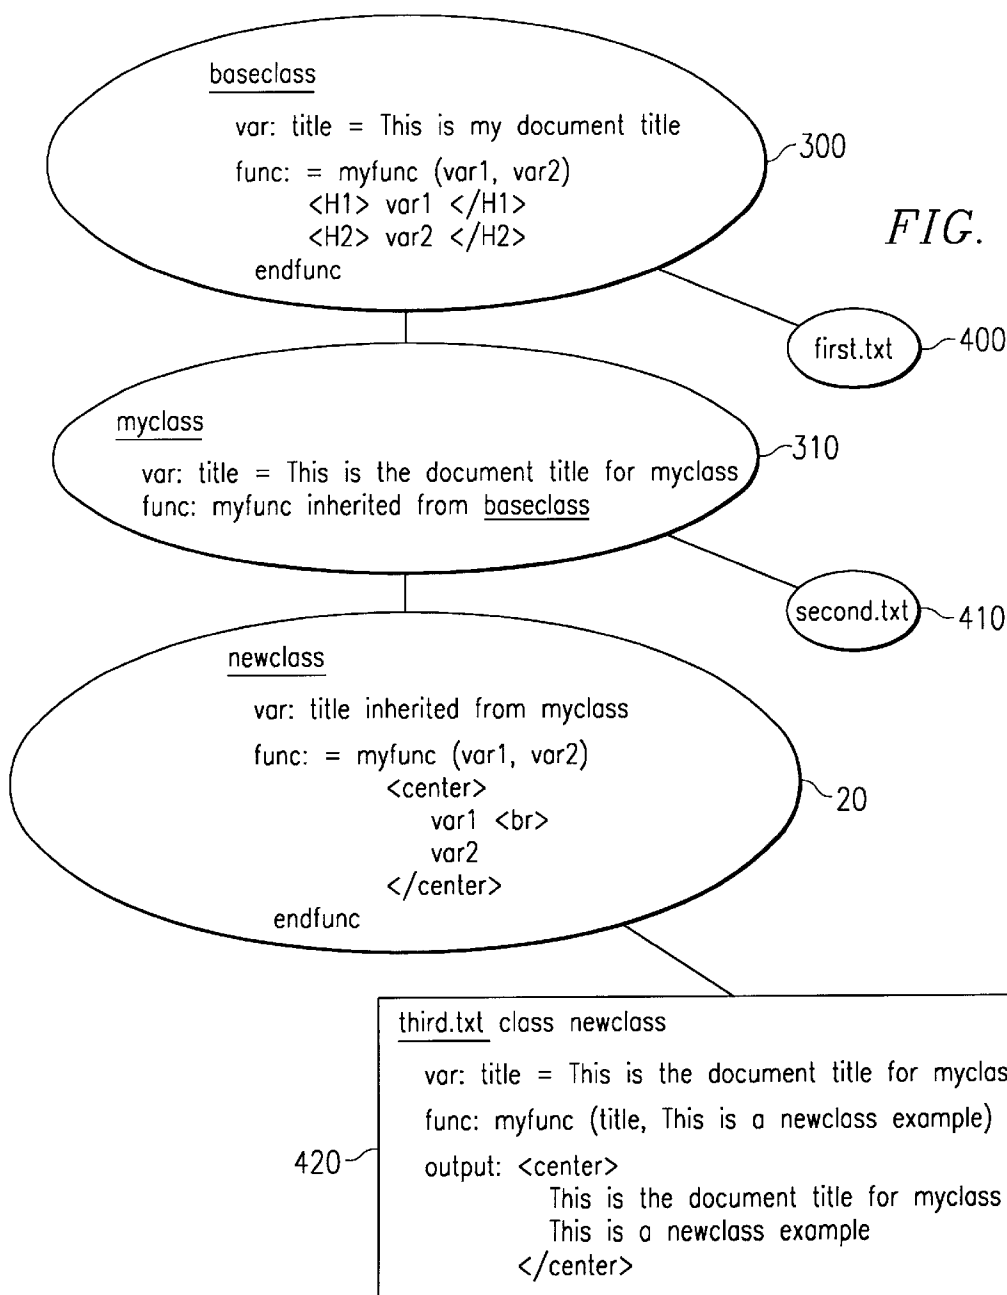 baseclass
var: title = This is my document title
func: = myfunc (var1, var2)
<H1> var1 </H1>
<H2> var2 </H2>
endfunc
300
FIG.
first.txt
400
myclass
var: title = This is the document title for myclass
func: myfunc inherited from baseclass
310
second.txt
410
newclass
var: title inherited from myclass
func: = myfunc (var1, var2)
<center>
var1 <br>
var2
</center>
endfunc
20
third.txt class newclass
var: title = This is the document title for myclas
func: myfunc (title, This is a newclass example)
420
output: <center>
This is the document title for myclass
This is a newclass example
</center>